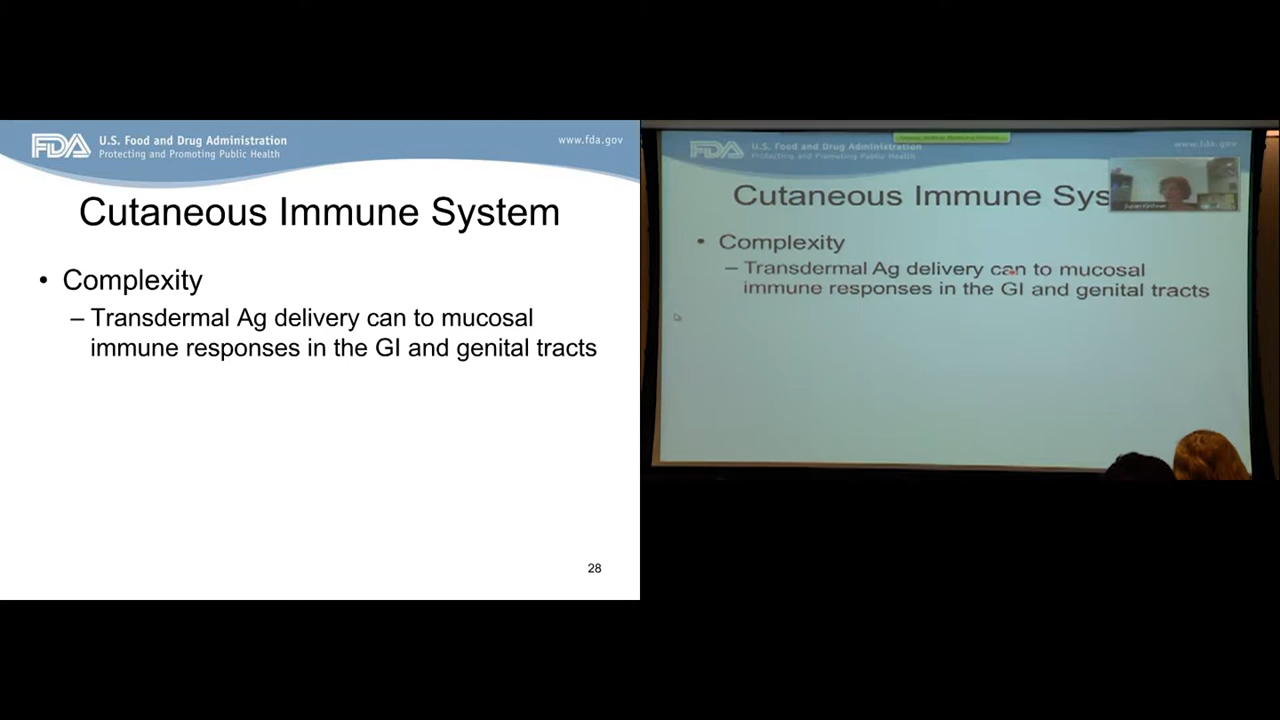 FDA
U.S. Food and Drug Administration
Protecting and Promoting Public Health
www.fda.gov
Cutaneous Immune System
• Complexity
– Transdermal Ag delivery can to mucosal
immune responses in the GI and genital tracts
28
FDA
U.S. Food and Drug Administration
Protecting and Promoting Public Health
www.fda.gov
Cutaneous Immune Sys
• Complexity
– Transdermal Ag delivery can to mucosal
immune responses in the GI and genital tracts